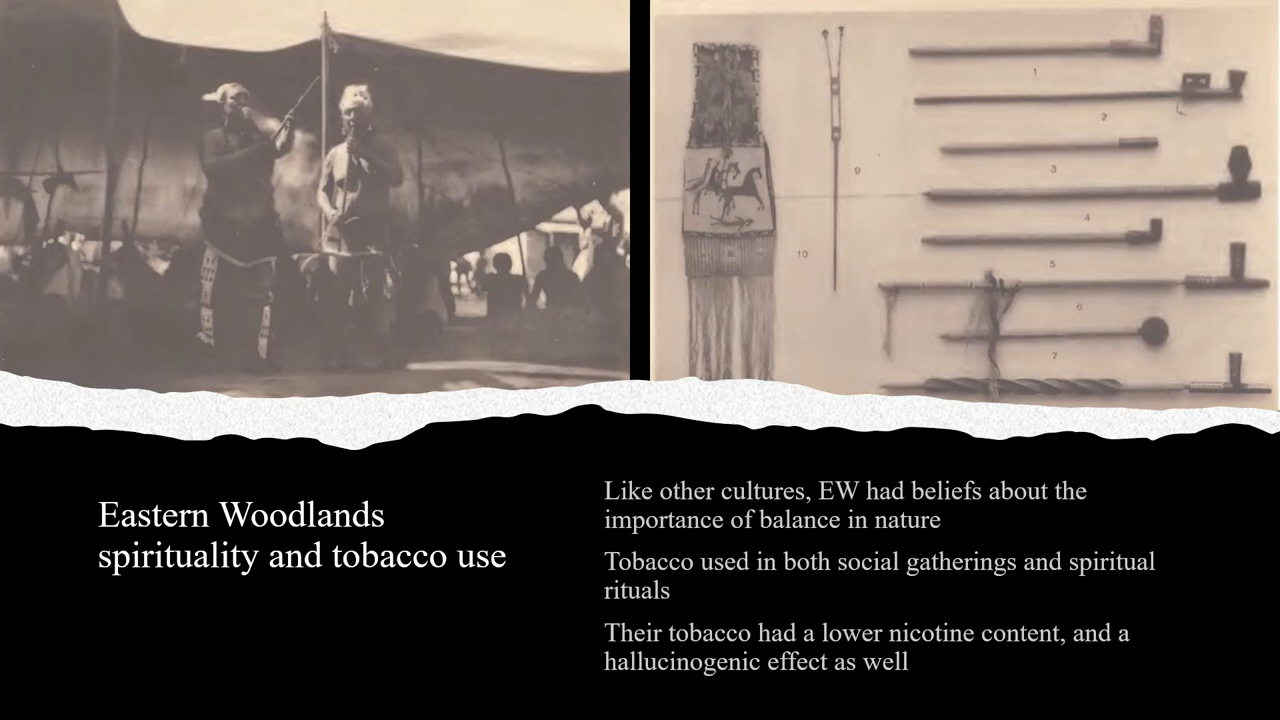 1
2
3
9
4
10
5
6
7
Eastern Woodlands
spirituality and tobacco use
Like other cultures, EW had beliefs about the
importance of balance in nature
Tobacco used in both social gatherings and spiritual
rituals
Their tobacco had a lower nicotine content, and a
hallucinogenic effect as well